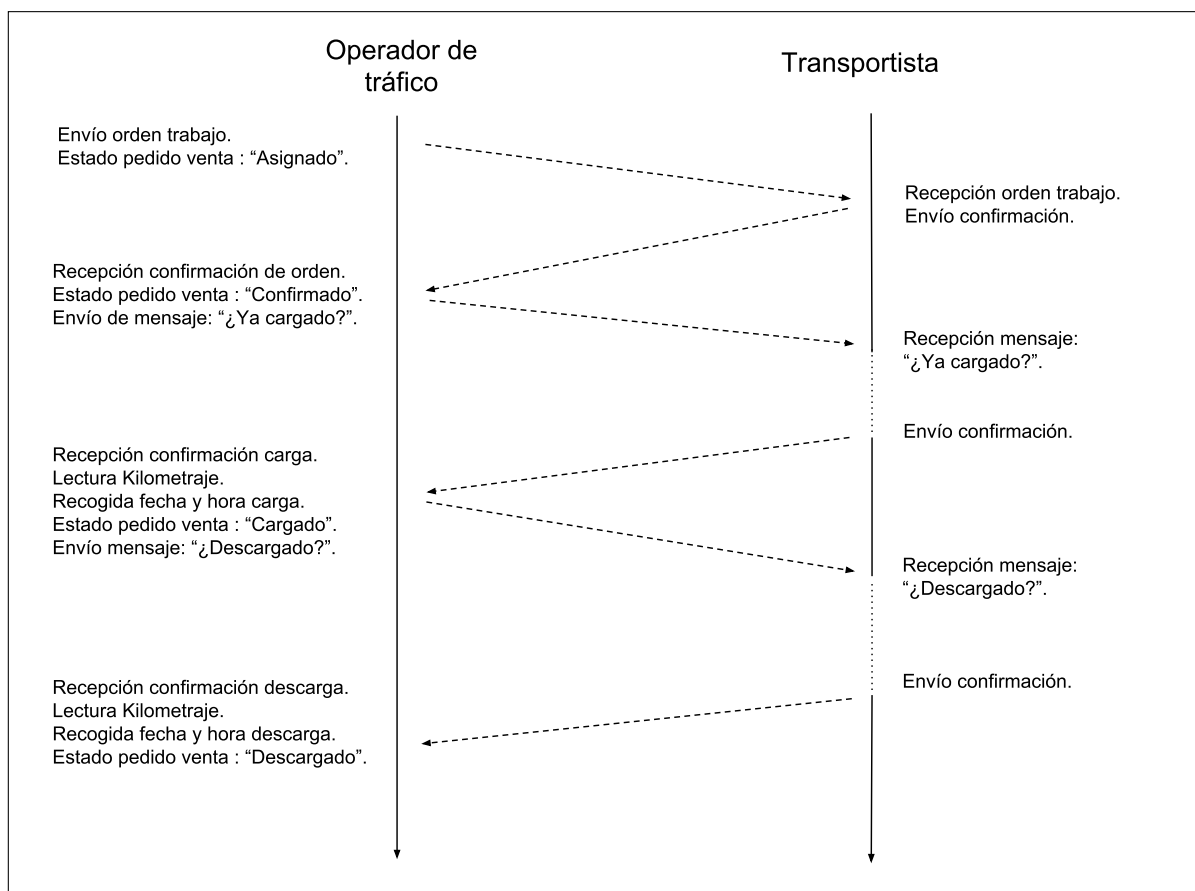 Operador de
tráfico
Transportista
Envío orden trabajo.
Estado pedido venta : “Asignado”.
Recepción orden trabajo.
Envío confirmación.
Recepción confirmación de orden.
Estado pedido venta : “Confirmado”.
Envío de mensaje: “¿Ya cargado?”.
Recepción mensaje:
“¿Ya cargado?”.
Envío confirmación.
Recepción confirmación carga.
Lectura Kilometraje.
Recogida fecha y hora carga.
Estado pedido venta : “Cargado”.
Envío mensaje: “¿Descargado?”.
Recepción mensaje:
“¿Descargado?”.
Envío confirmación.
Recepción confirmación descarga.
Lectura Kilometraje.
Recogida fecha y hora descarga.
Estado pedido venta : “Descargado”.